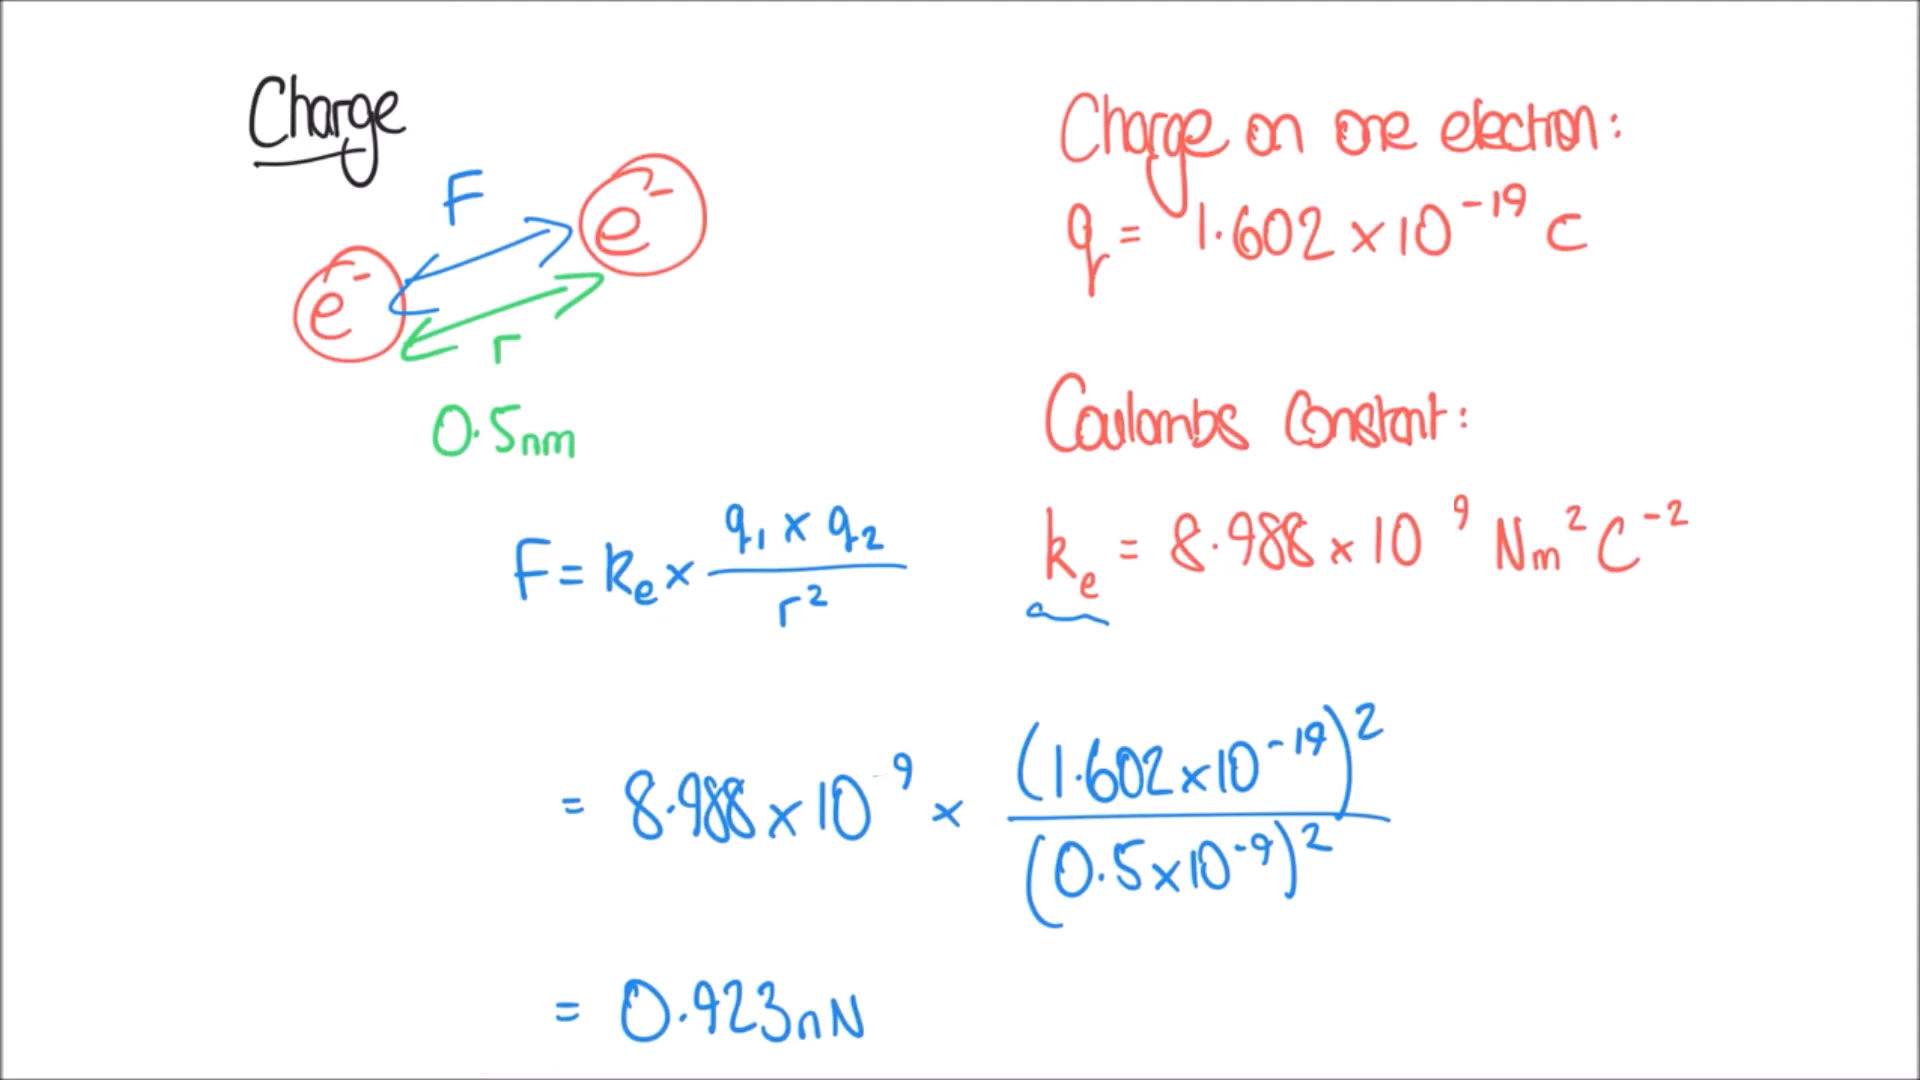 Charge
F
e⁻
e⁻
r
0.5nm
Charge on one electron:
q = 1.602 × 10⁻¹⁹ C
Coulombs Constant:
kₑ = 8.988 × 10⁹ Nm²C⁻²
F = kₑ × (q₁ × q₂) / r²
= 8.988 × 10⁹ × (1.602 × 10⁻¹⁹)² / (0.5 × 10⁻⁹)²
= 0.923nN